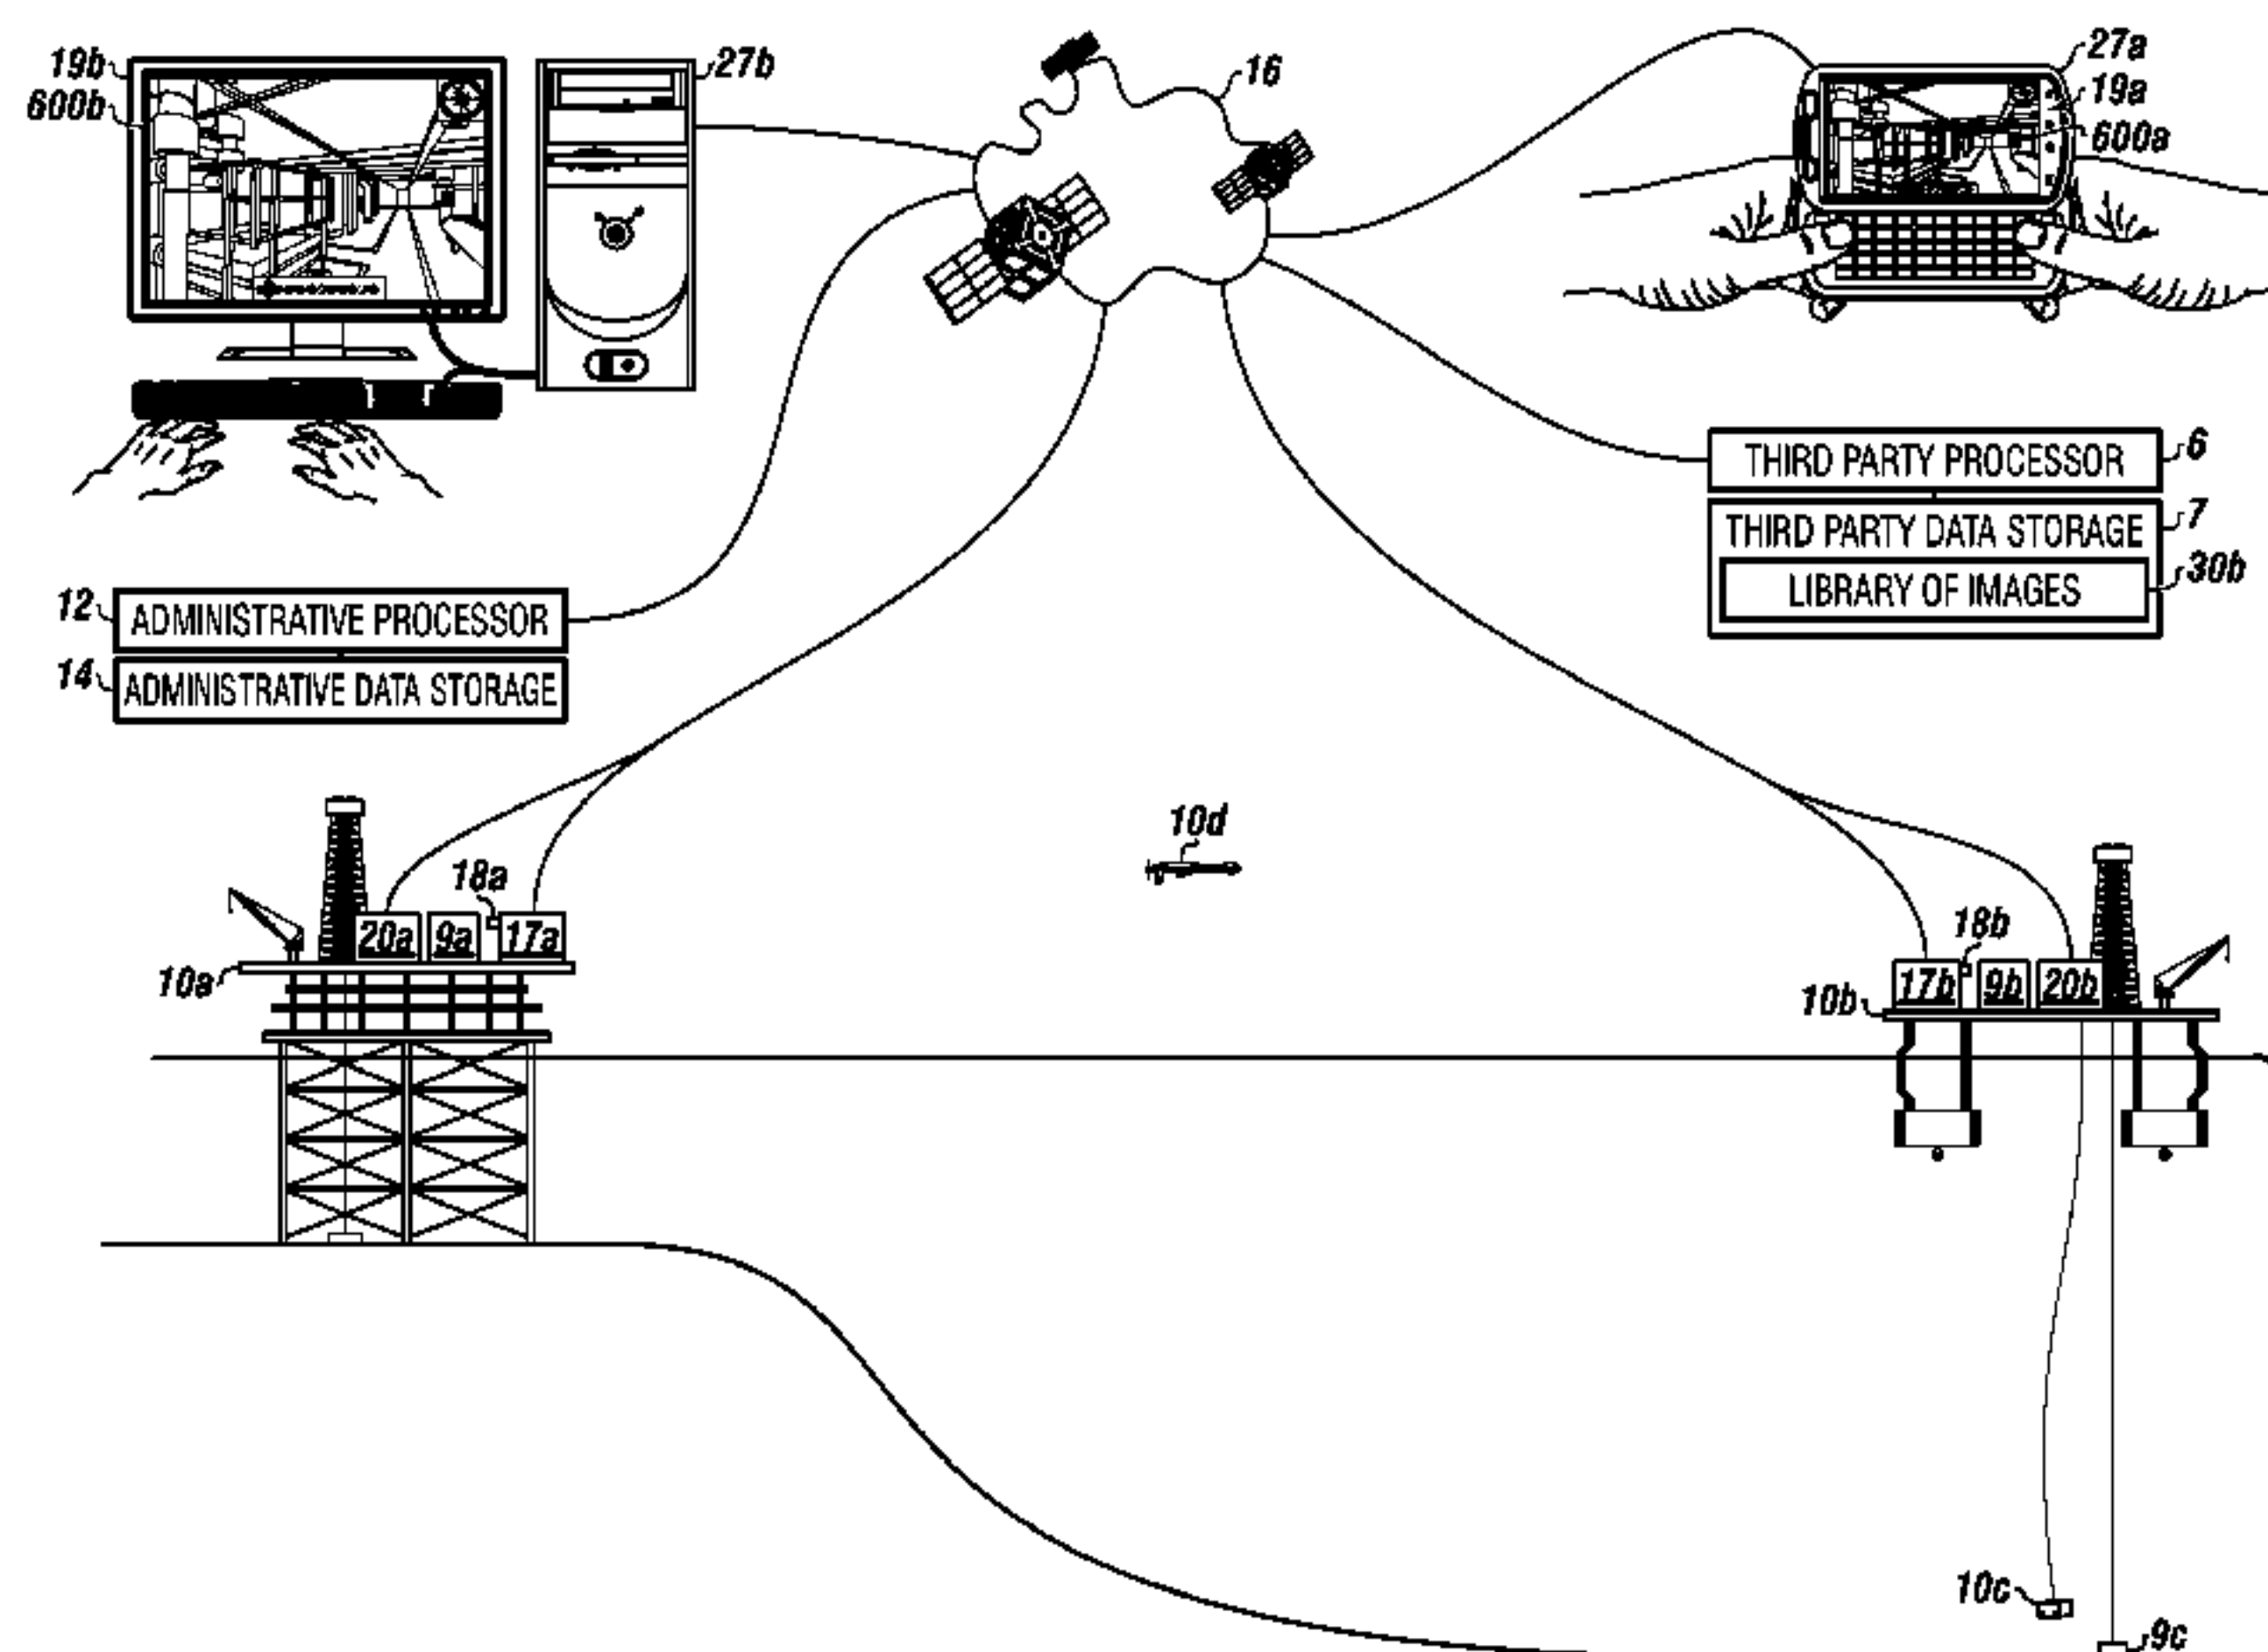 19b
600b
27b
16
27a
19a
600a
THIRD PARTY PROCESSOR
6
THIRD PARTY DATA STORAGE
7
LIBRARY OF IMAGES
30b
12
ADMINISTRATIVE PROCESSOR
14
ADMINISTRATIVE DATA STORAGE
10d
18a
20a
9a
17a
10a
18b
17b
9b
20b
10b
10c
9c